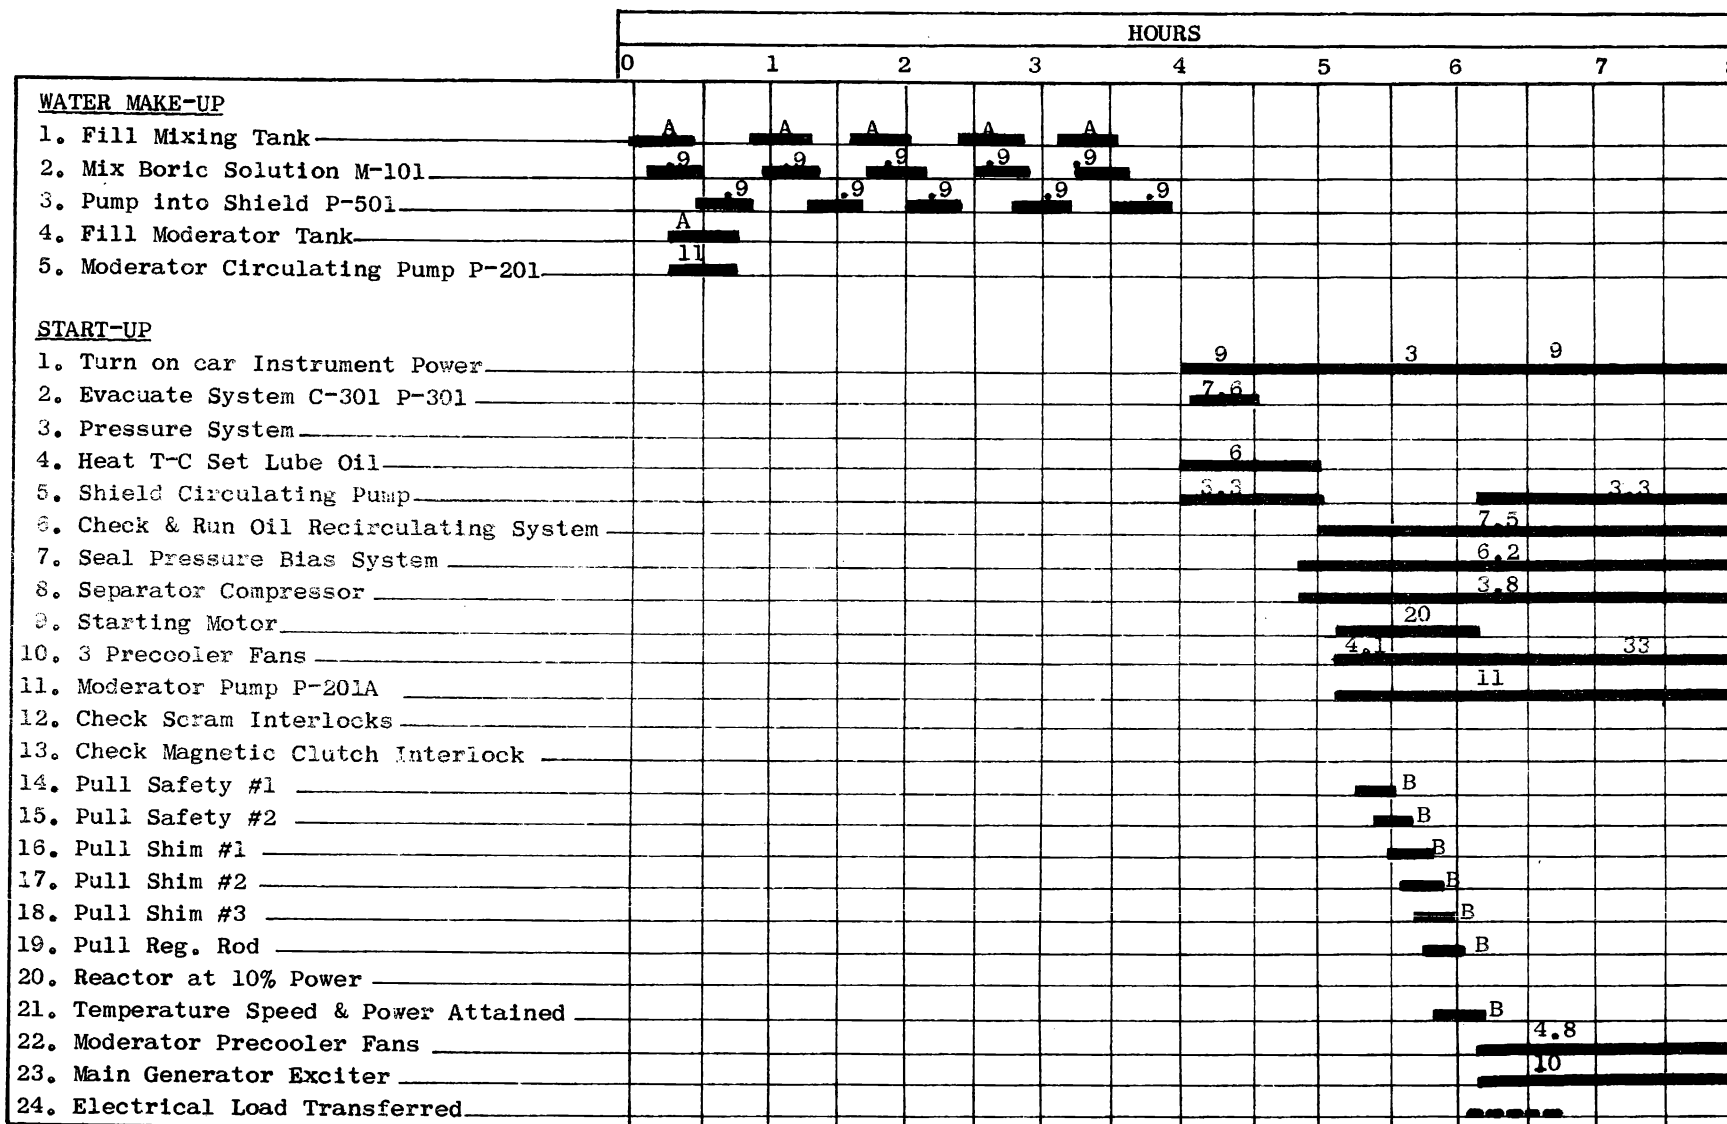 HOURS
0 1 2 3 4 5 6 7
WATER MAKE-UP
A A A A A
1. Fill Mixing Tank
.9 .9 .9 .9 .9
2. Mix Boric Solution M-101
.9 .9 .9 .9 .9
3. Pump into Shield P-501
A
4. Fill Moderator Tank
11
5. Moderator Circulating Pump P-201
START-UP
9 3 9
1. Turn on car Instrument Power
7.6
2. Evacuate System C-301 P-301
3. Pressure System
6
4. Heat T-C Set Lube Oil
3.3 3.3
5. Shield Circulating Pump
7.5
6. Check & Run Oil Recirculating System
6.2
7. Seal Pressure Bias System
3.8
8. Separator Compressor
20
9. Starting Motor
4.1 33
10. 3 Precooler Fans
11
11. Moderator Pump P-201A
12. Check Scram Interlocks
13. Check Magnetic Clutch Interlock
14. Pull Safety #1 B
15. Pull Safety #2 B
16. Pull Shim #1 B
17. Pull Shim #2 B
18. Pull Shim #3 B
19. Pull Reg. Rod B
20. Reactor at 10% Power
21. Temperature Speed & Power Attained B
4.8
22. Moderator Precooler Fans
10
23. Main Generator Exciter
24. Electrical Load Transferred